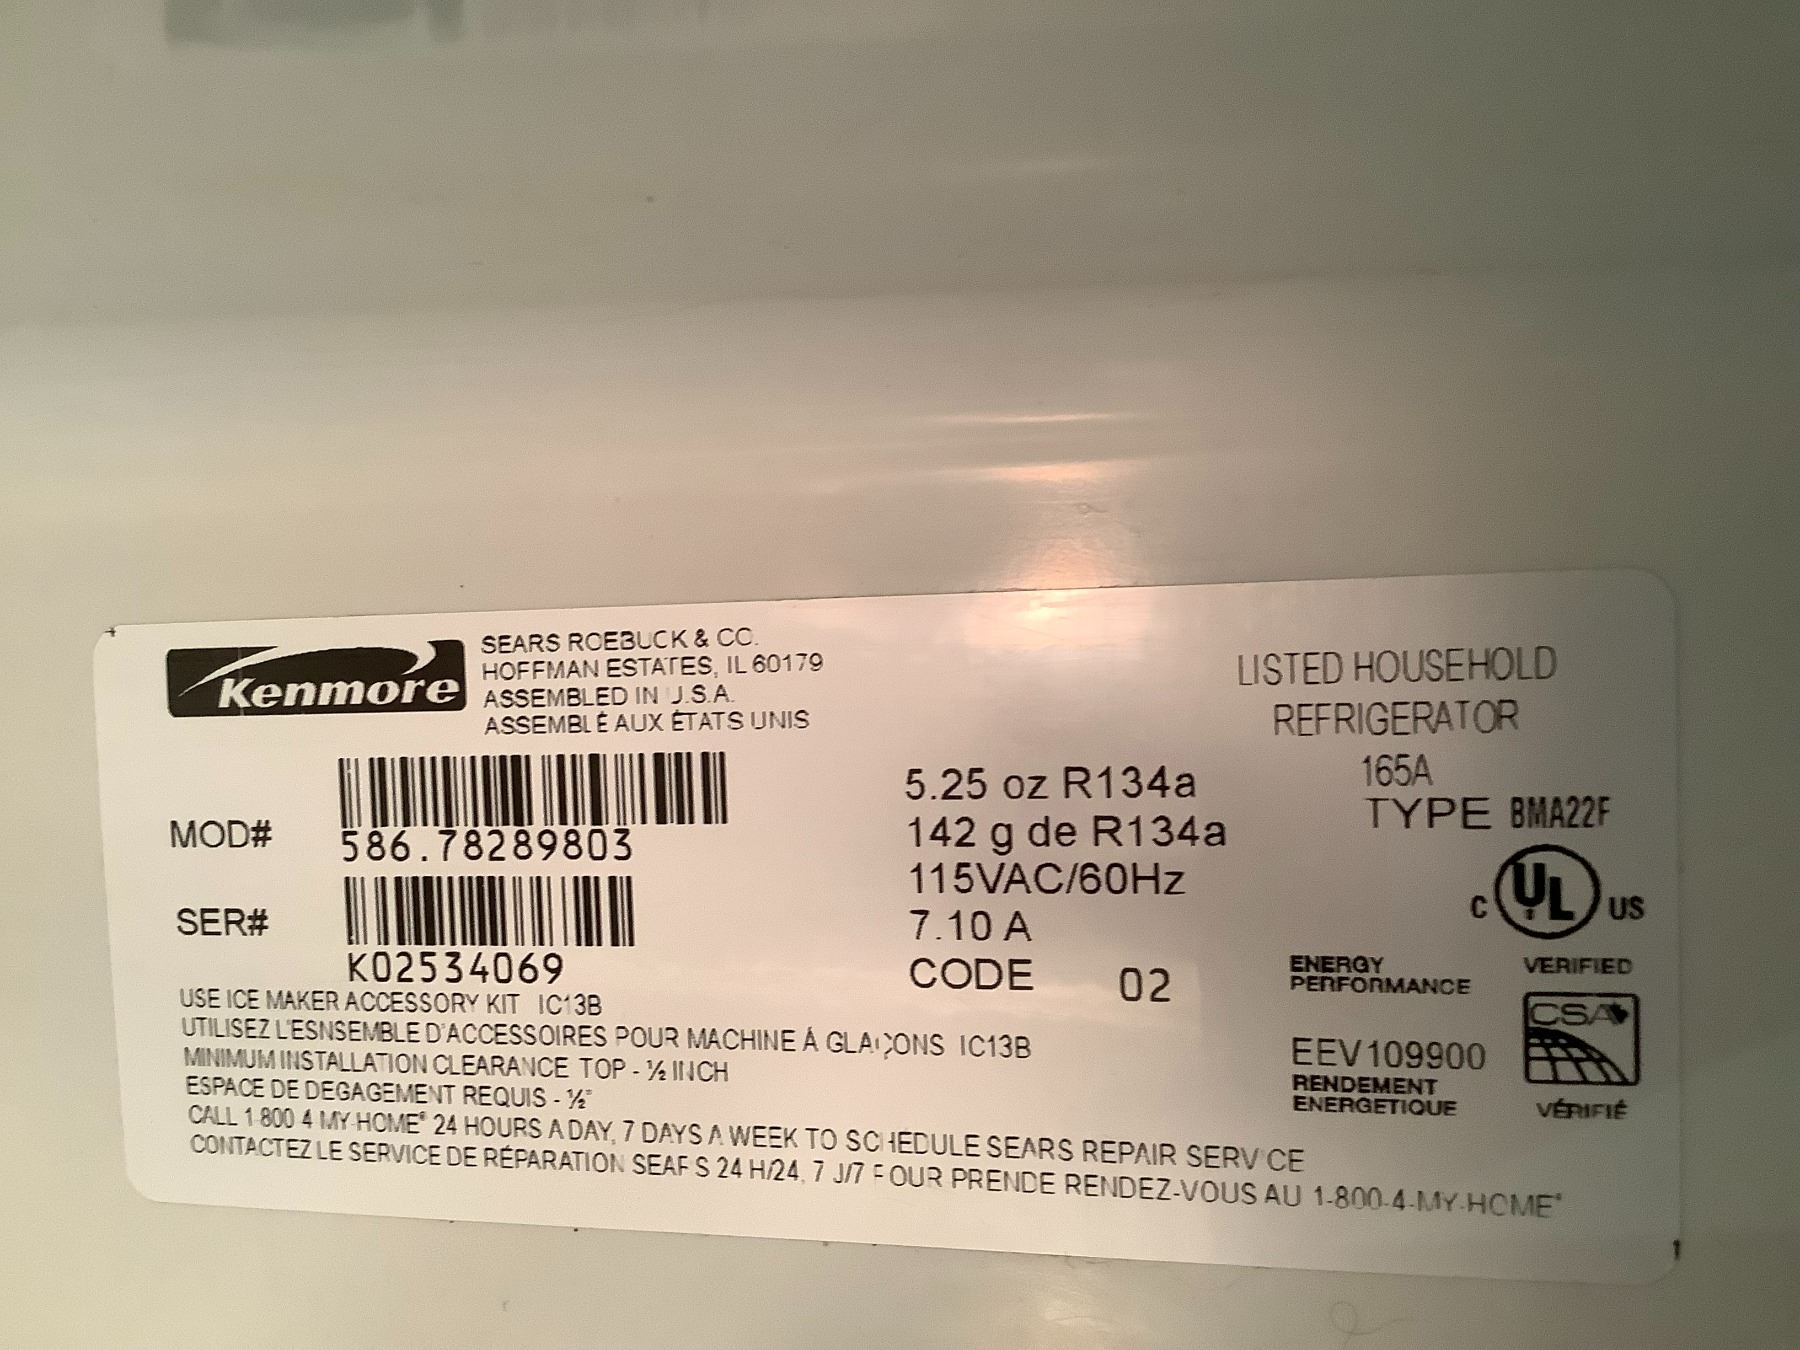 Kenmore
SEARS ROEBUCK & CO.
HOFFMAN ESTATES, IL 60179
ASSEMBLED IN U.S.A.
ASSEMBLÉ AUX ÉTATS UNIS
MOD#
586.78289803
SER#
K02534069
5.25 oz R134a
142 g de R134a
115VAC/60Hz
7.10 A
CODE 02
LISTED HOUSEHOLD
REFRIGERATOR
165A
TYPE BMA22F
C UL US
ENERGY
PERFORMANCE
VERIFIED
CSA
EEV109900
RENDEMENT
ENERGETIQUE
VÉRIFIÉ
USE ICE MAKER ACCESSORY KIT IC13B
UTILISEZ L'ESNSEMBLE D'ACCESSOIRES POUR MACHINE Á GLAÇONS IC13B
MINIMUM INSTALLATION CLEARANCE TOP - ½ INCH
ESPACE DE DEGAGEMENT REQUIS - ½"
CALL 1 800 4 MY-HOME® 24 HOURS A DAY, 7 DAYS A WEEK TO SCHEDULE SEARS REPAIR SERVICE
CONTACTEZ LE SERVICE DE RÉPARATION SEARS 24 H/24, 7 J/7 POUR PRENDE RENDEZ-VOUS AU 1-800-4-MY-HOME®
1